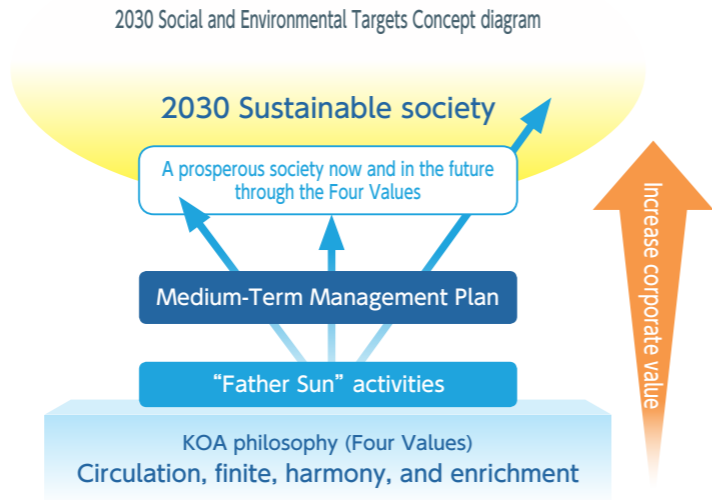 2030 Social and Environmental Targets Concept diagram
2030 Sustainable society
A prosperous society now and in the future
through the Four Values
Medium-Term Management Plan
“Father Sun” activities
KOA philosophy (Four Values)
Circulation, finite, harmony, and enrichment
Increase corporate value